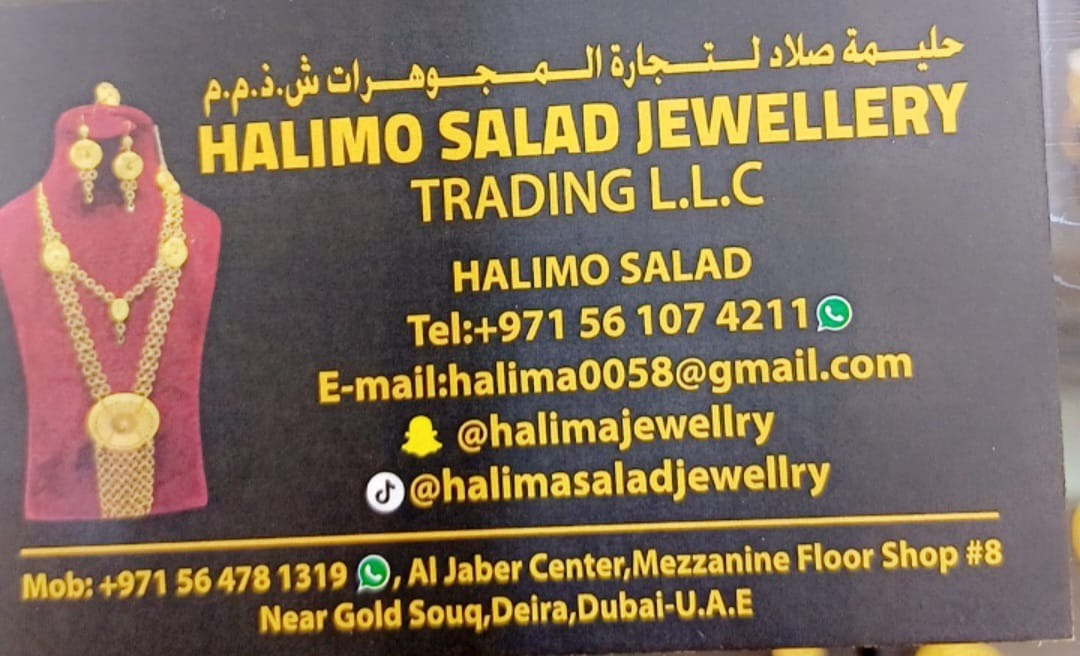 حليمة صلاد لتجارة المجوهرات ش.ذ.م.م
HALIMO SALAD JEWELLERY
TRADING L.L.C
HALIMO SALAD
Tel:+971 56 107 4211
E-mail:halima0058@gmail.com
@halimajewellry
@halimasaladjewellry
Mob: +971 56 478 1319 , Al Jaber Center,Mezzanine Floor Shop #8
Near Gold Souq,Deira,Dubai-U.A.E